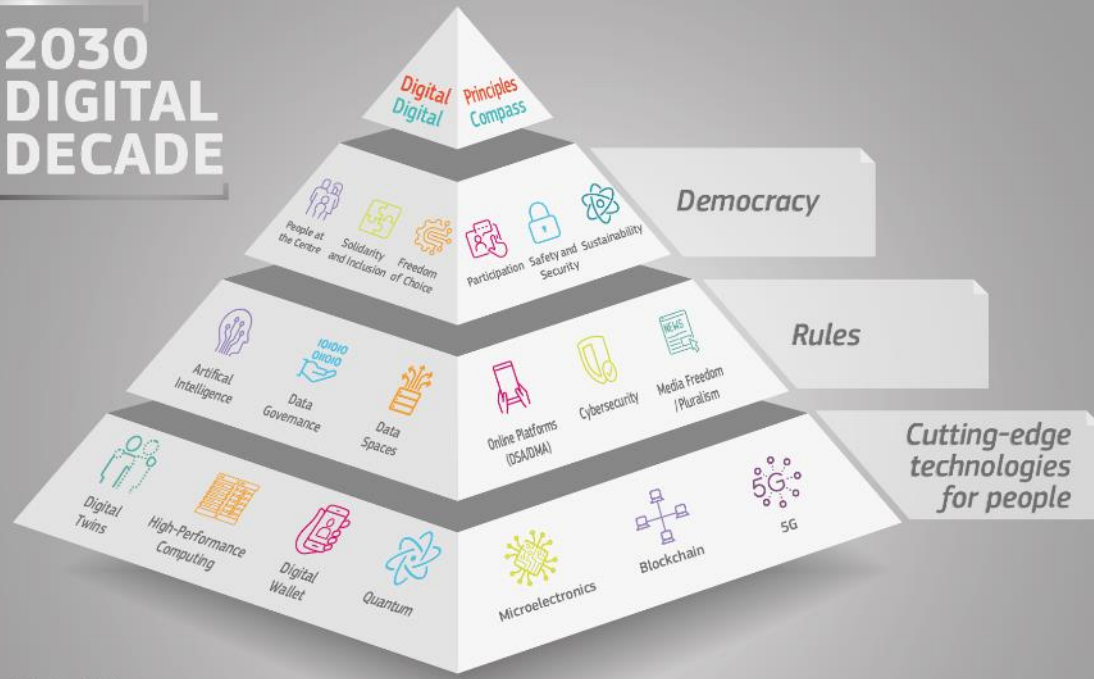 2030
DIGITAL
DECADE
Digital Principles
Digital Compass
People at
the Centre
Solidarity
and Inclusion
Freedom
of Choice
Participation
Safety and
Security
Sustainability
Democracy
Artifical
Intelligence
01010
011010
Data
Governance
Data
Spaces
Online Platforms
(DSA/DMA)
Cybersecurity
NEWS
Media Freedom
/Pluralism
Rules
Digital
Twins
High-Performance
Computing
Digital
Wallet
Quantum
Microelectronics
Blockchain
5G
5G
Cutting-edge
technologies
for people